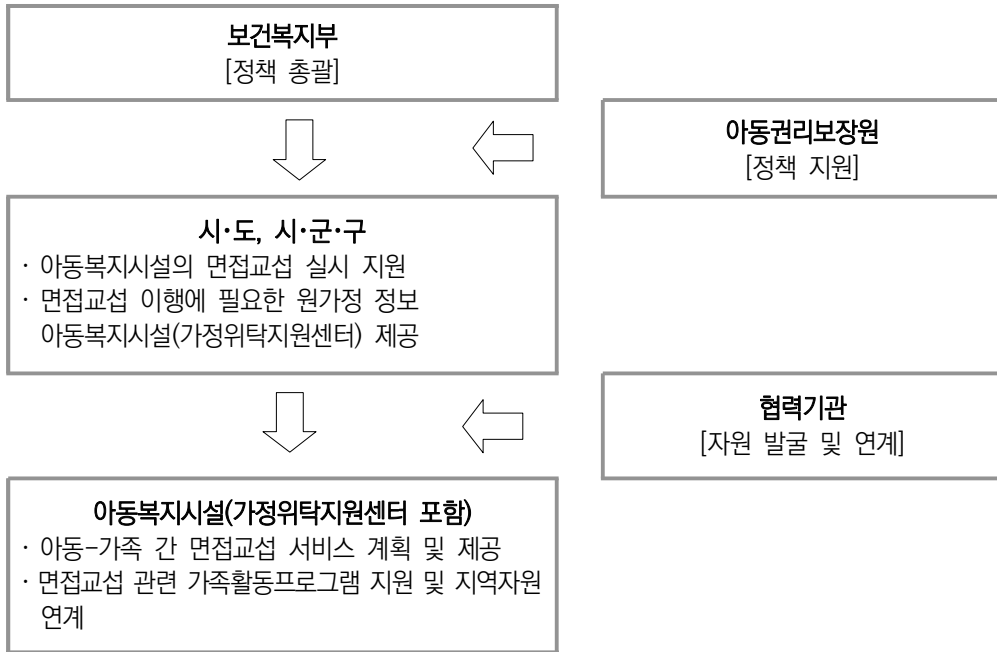 보건복지부
[정책 총괄]
아동권리보장원
[정책 지원]
시·도, 시·군·구
· 아동복지시설의 면접교섭 실시 지원
· 면접교섭 이행에 필요한 원가정 정보
아동복지시설(가정위탁지원센터) 제공
협력기관
[자원 발굴 및 연계]
아동복지시설(가정위탁지원센터 포함)
· 아동-가족 간 면접교섭 서비스 계획 및 제공
· 면접교섭 관련 가족활동프로그램 지원 및 지역자원
연계